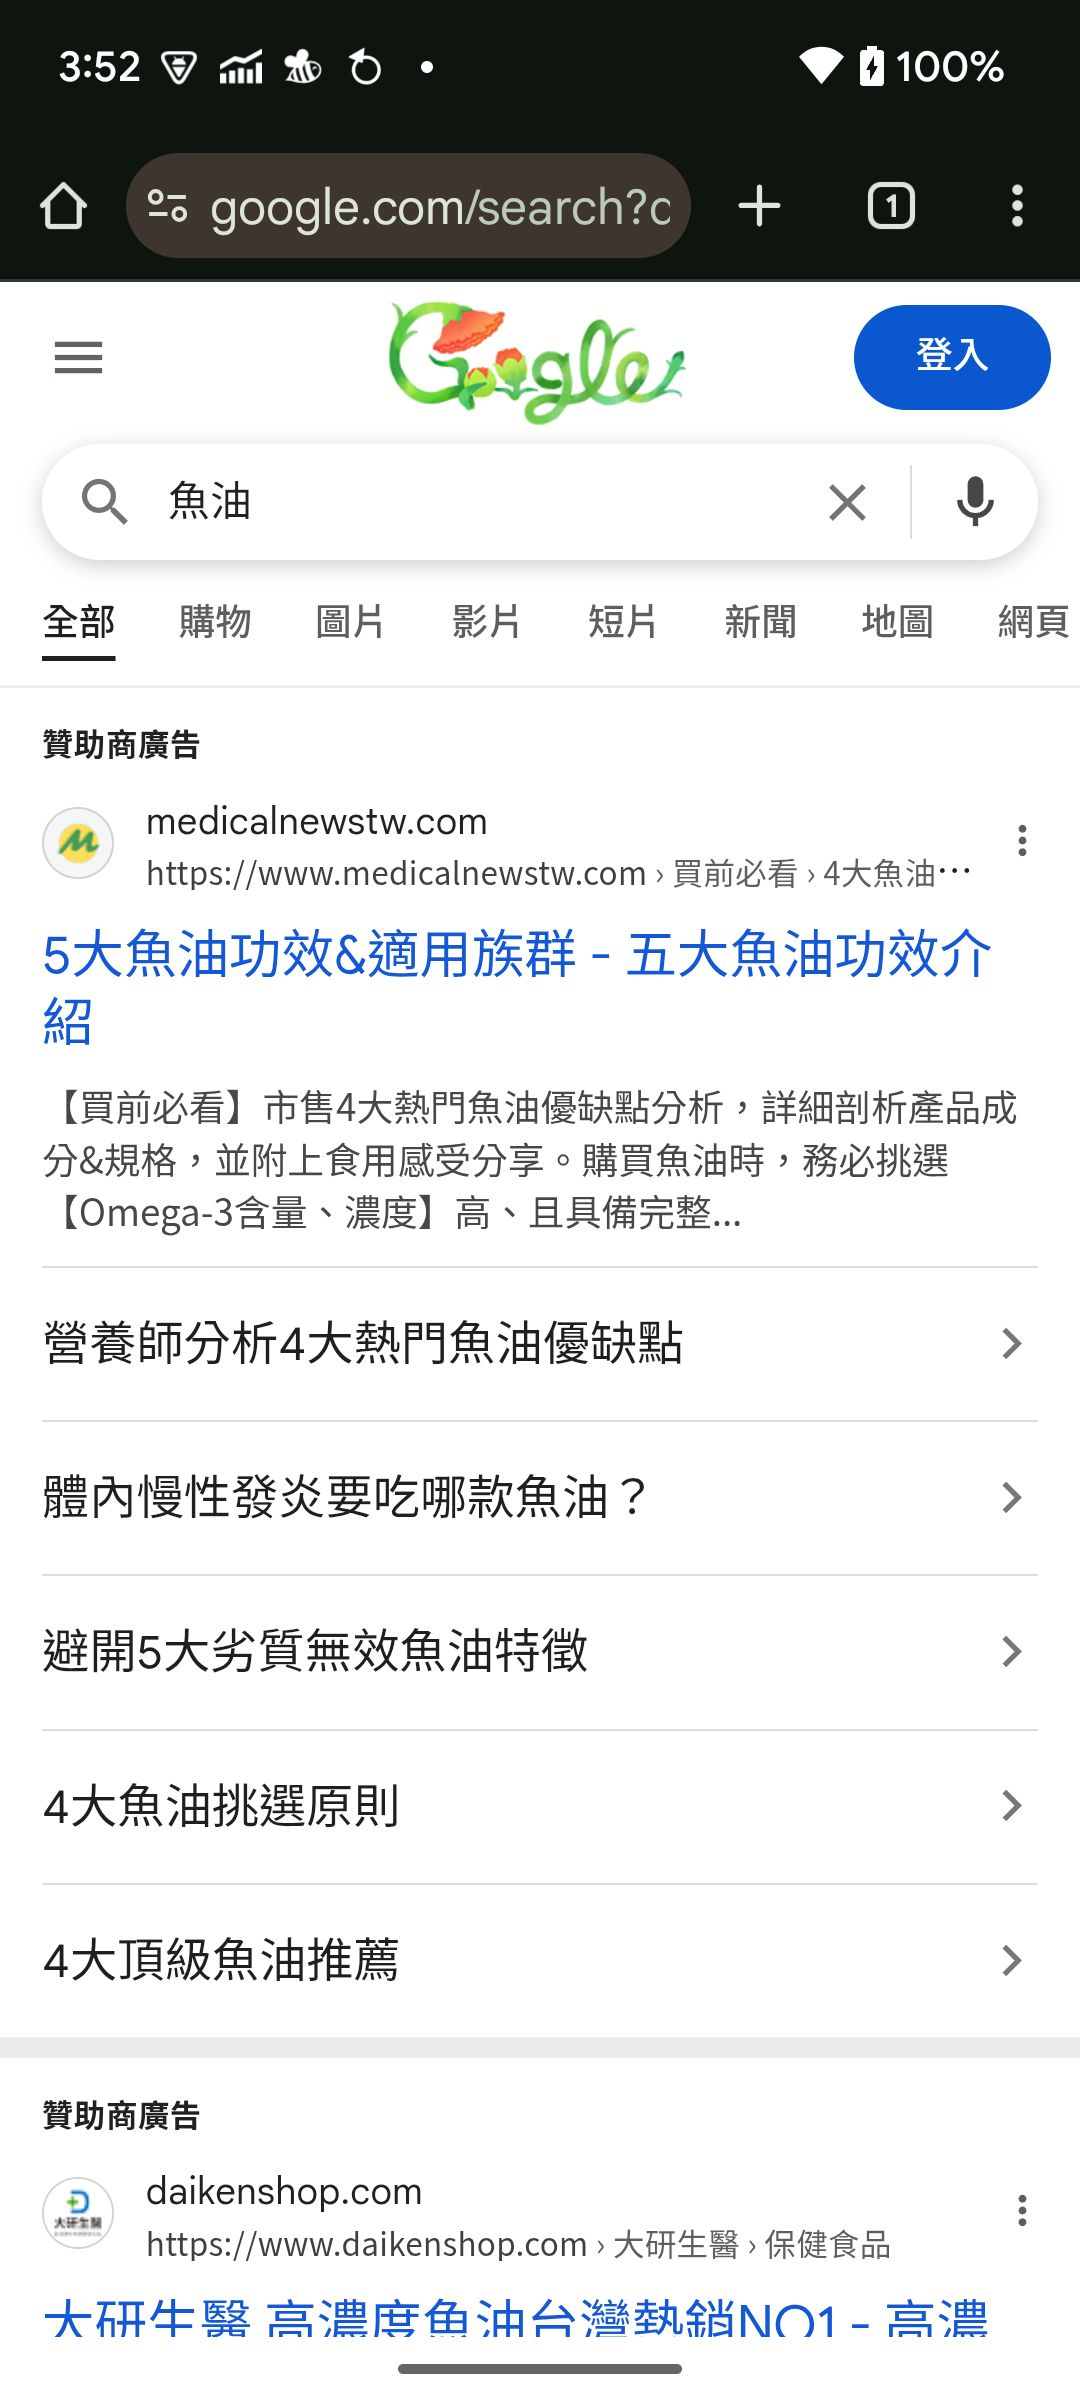 3:52
100%
google.com/search?c
1
Google
登入
魚油
全部 購物 圖片 影片 短片 新聞 地圖 網頁
贊助商廣告
medicalnewstw.com
https://www.medicalnewstw.com › 買前必看 › 4大魚油…
5大魚油功效&適用族群 - 五大魚油功效介
紹
【買前必看】市售4大熱門魚油優缺點分析，詳細剖析產品成
分&規格，並附上食用感受分享。購買魚油時，務必挑選
【Omega-3含量、濃度】高、且具備完整...
營養師分析4大熱門魚油優缺點
體內慢性發炎要吃哪款魚油？
避開5大劣質無效魚油特徵
4大魚油挑選原則
4大頂級魚油推薦
贊助商廣告
daikenshop.com
大研生醫
https://www.daikenshop.com › 大研生醫 › 保健食品
大研生醫 高濃度魚油台灣熱銷NO1 - 高濃